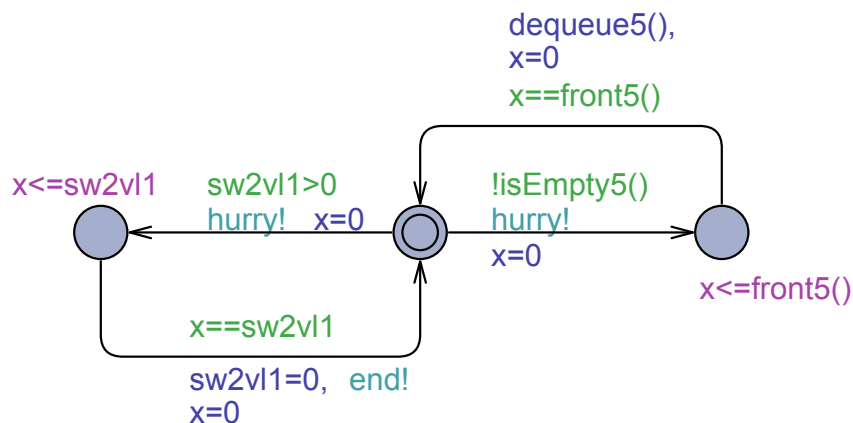 dequeue5(),
x=0
x==front5()
x<=sw2vl1
sw2vl1>0
hurry! x=0
!isEmpty5()
hurry!
x=0
x<=front5()
x==sw2vl1
sw2vl1=0, end!
x=0